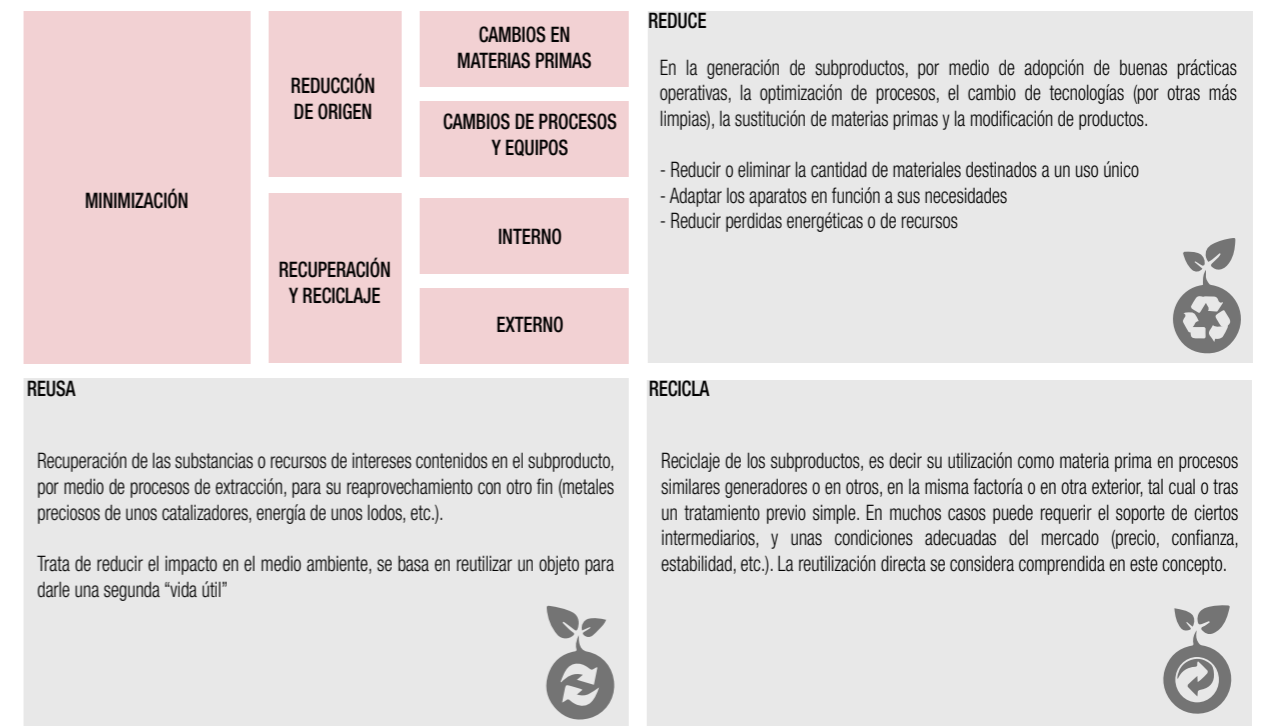 MINIMIZACIÓN
REDUCCIÓN
DE ORIGEN
CAMBIOS EN
MATERIAS PRIMAS
CAMBIOS DE PROCESOS
Y EQUIPOS
RECUPERACIÓN
Y RECICLAJE
INTERNO
EXTERNO
REDUCE
En la generación de subproductos, por medio de adopción de buenas prácticas
operativas, la optimización de procesos, el cambio de tecnologías (por otras más
limpias), la sustitución de materias primas y la modificación de productos.
- Reducir o eliminar la cantidad de materiales destinados a un uso único
- Adaptar los aparatos en función a sus necesidades
- Reducir perdidas energéticas o de recursos
REUSA
Recuperación de las substancias o recursos de intereses contenidos en el subproducto,
por medio de procesos de extracción, para su reaprovechamiento con otro fin (metales
preciosos de unos catalizadores, energía de unos lodos, etc.).
Trata de reducir el impacto en el medio ambiente, se basa en reutilizar un objeto para
darle una segunda “vida útil”
RECICLA
Reciclaje de los subproductos, es decir su utilización como materia prima en procesos
similares generadores o en otros, en la misma factoría o en otra exterior, tal cual o tras
un tratamiento previo simple. En muchos casos puede requerir el soporte de ciertos
intermediarios, y unas condiciones adecuadas del mercado (precio, confianza,
estabilidad, etc.). La reutilización directa se considera comprendida en este concepto.